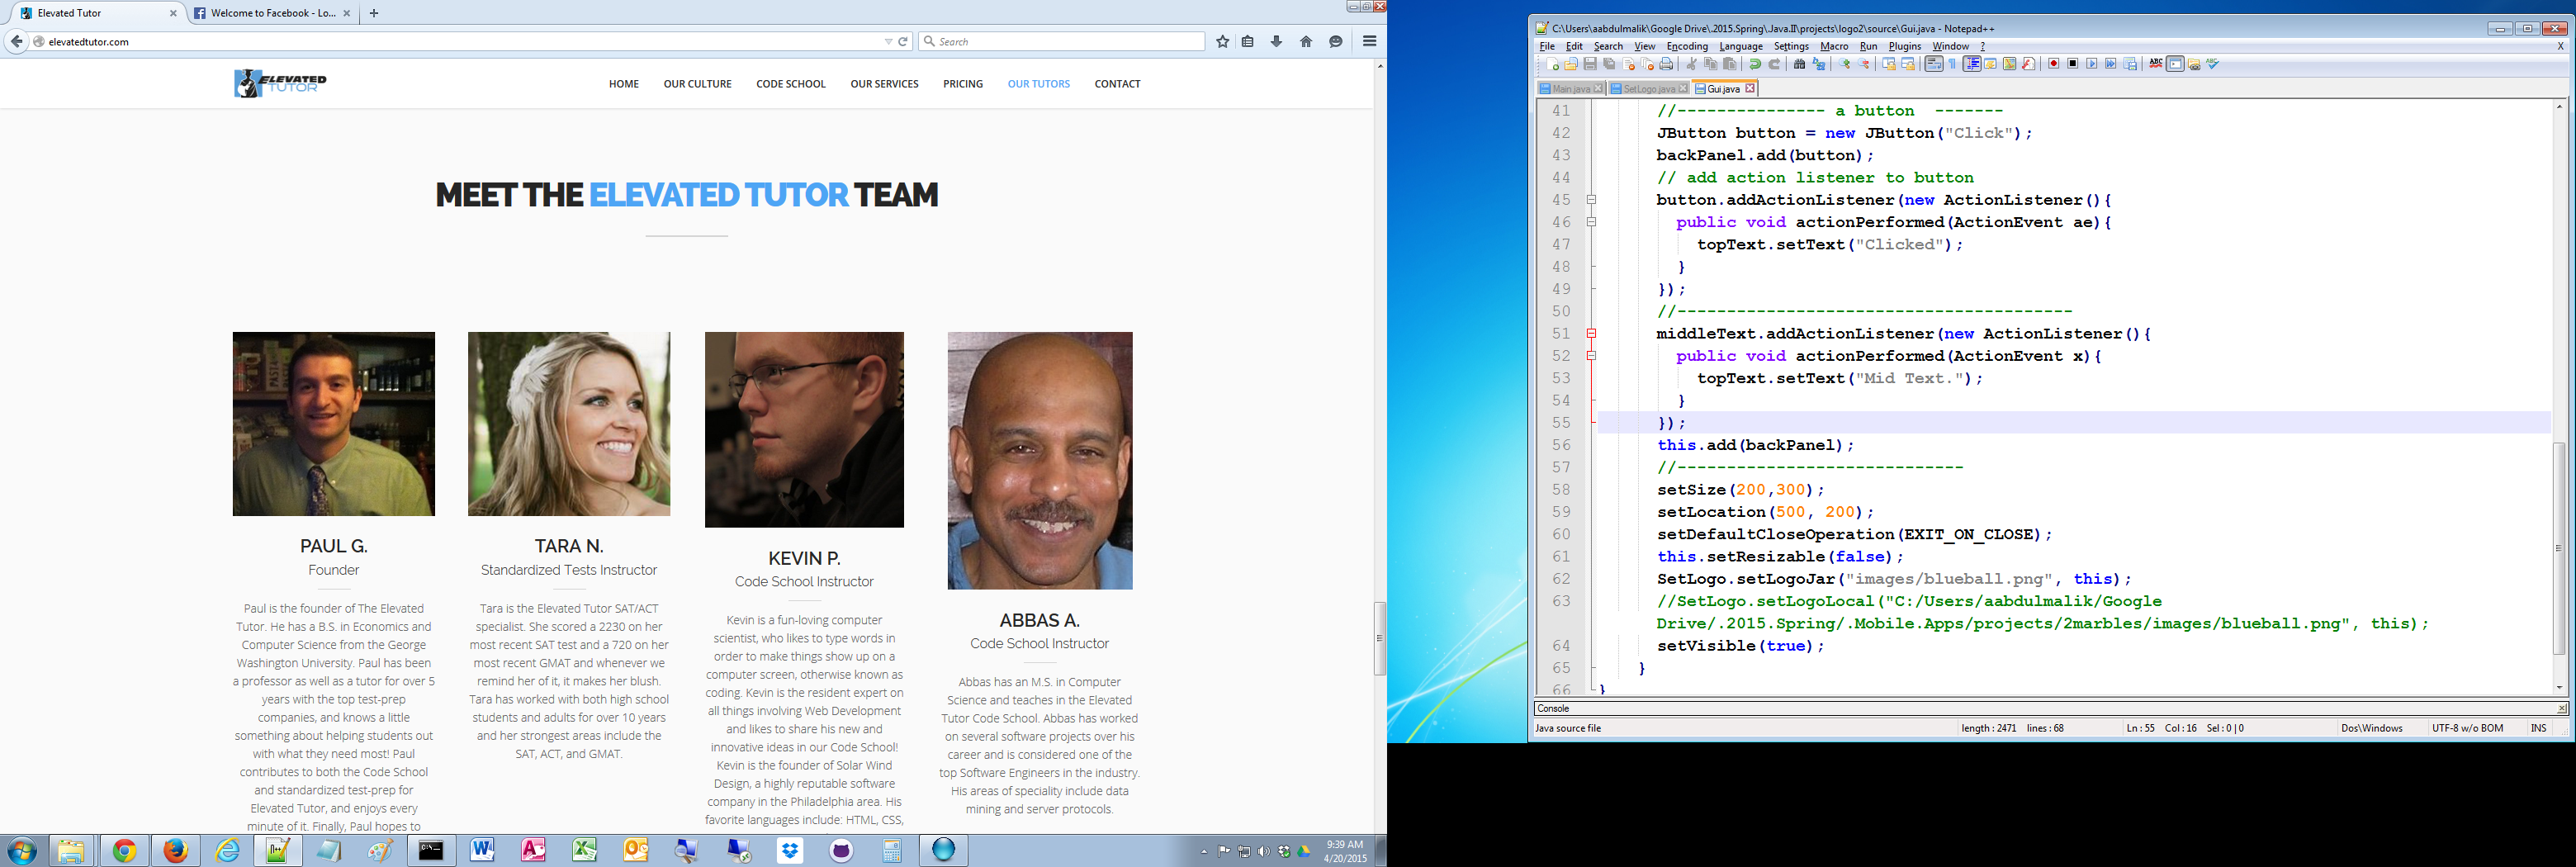 Elevated Tutor
Welcome to Facebook - Lo...
elevatedtutor.com
Search
ELEVATED
TUTOR
HOME
OUR CULTURE
CODE SCHOOL
OUR SERVICES
PRICING
OUR TUTORS
CONTACT
MEET THE ELEVATED TUTOR TEAM
PAUL G.
Founder
Paul is the founder of The Elevated
Tutor. He has a B.S. in Economics and
Computer Science from the George
Washington University. Paul has been
a professor as well as a tutor for over 5
years with the top test-prep
companies, and knows a little
something about helping students out
with what they need most! Paul
contributes to both the Code School
and standardized test-prep for
Elevated Tutor, and enjoys every
minute of it. Finally, Paul hopes to
TARA N.
Standardized Tests Instructor
Tara is the Elevated Tutor SAT/ACT
specialist. She scored a 2230 on her
most recent SAT test and a 720 on her
most recent GMAT and whenever we
remind her of it, it makes her blush.
Tara has worked with both high school
students and adults for over 10 years
and her strongest areas include the
SAT, ACT, and GMAT.
KEVIN P.
Code School Instructor
Kevin is a fun-loving computer
scientist, who likes to type words in
order to make things show up on a
computer screen, otherwise known as
coding. Kevin is the resident expert on
all things involving Web Development
and likes to share his new and
innovative ideas in our Code School!
Kevin is the founder of Solar Wind
Design, a highly reputable software
company in the Philadelphia area. His
favorite languages include: HTML, CSS,
ABBAS A.
Code School Instructor
Abbas has an M.S. in Computer
Science and teaches in the Elevated
Tutor Code School. Abbas has worked
on several software projects over his
career and is considered one of the
top Software Engineers in the industry.
His areas of speciality include data
mining and server protocols.
9:39 AM
4/20/2015
C:\Users\aabdulmalik\Google Drive\.2015.Spring\Java.II\projects\logo2\source\Gui.java - Notepad++
File Edit Search View Encoding Language Settings Macro Run Plugins Window ? X
Main.java SetLogo.java Gui.java
41 //--------------- a button -------
42 JButton button = new JButton("Click");
43 backPanel.add(button);
44 // add action listener to button
45 button.addActionListener(new ActionListener(){
46 public void actionPerformed(ActionEvent ae){
47 topText.setText("Clicked");
48 }
49 });
50 //----------------------------------------
51 middleText.addActionListener(new ActionListener(){
52 public void actionPerformed(ActionEvent x){
53 topText.setText("Mid Text.");
54 }
55 });
56 this.add(backPanel);
57 //-----------------------------
58 setSize(200,300);
59 setLocation(500, 200);
60 setDefaultCloseOperation(EXIT_ON_CLOSE);
61 this.setResizable(false);
62 SetLogo.setLogoJar("images/blueball.png", this);
63 //SetLogo.setLogoLocal("C:/Users/aabdulmalik/Google
Drive/.2015.Spring/.Mobile.Apps/projects/2marbles/images/blueball.png", this);
64 setVisible(true);
65 }
66 }
Console
Java source file length : 2471 lines : 68 Ln : 55 Col : 16 Sel : 0 | 0 Dos\Windows UTF-8 w/o BOM INS